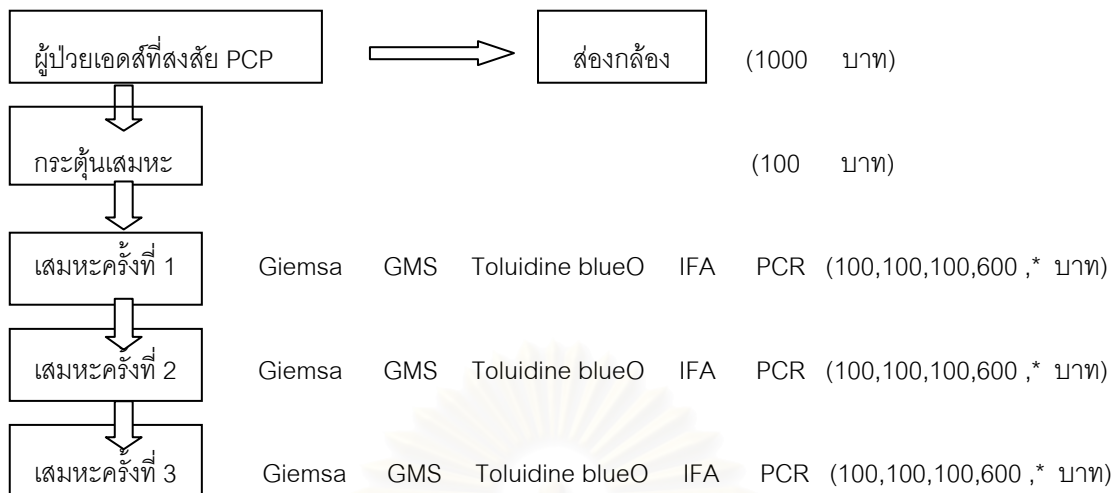 ผู้ป่วยเอดส์ที่สงสัย PCP ส่องกล้อง (1000 บาท)
กระตุ้นเสมหะ (100 บาท)
เสมหะครั้งที่ 1 Giemsa GMS Toluidine blueO IFA PCR (100,100,100,600 ,* บาท)
เสมหะครั้งที่ 2 Giemsa GMS Toluidine blueO IFA PCR (100,100,100,600 ,* บาท)
เสมหะครั้งที่ 3 Giemsa GMS Toluidine blueO IFA PCR (100,100,100,600 ,* บาท)